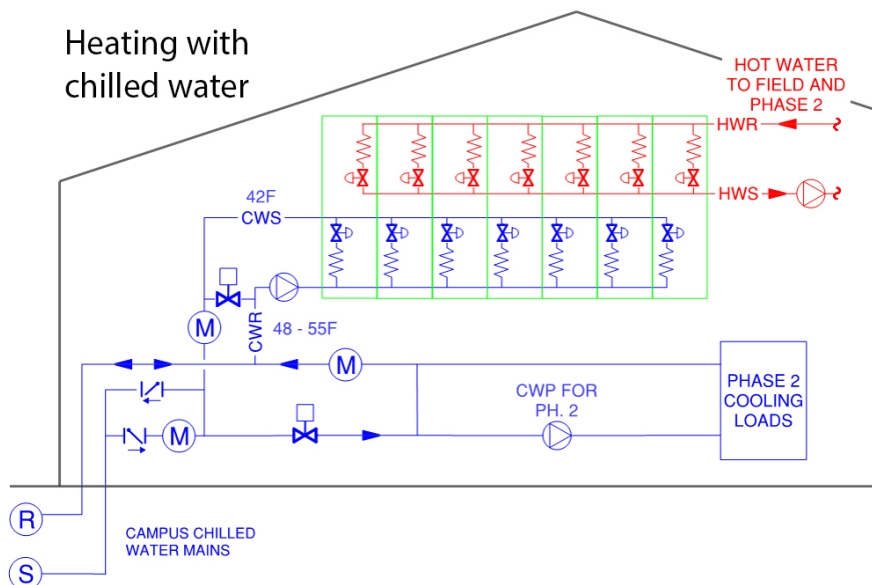 Heating with
chilled water
HOT WATER
TO FIELD AND
PHASE 2
HWR
HWS
42F
CWS
CWR
48 - 55F
M
M
M
CWP FOR
PH. 2
PHASE 2
COOLING
LOADS
R
S
CAMPUS CHILLED
WATER MAINS